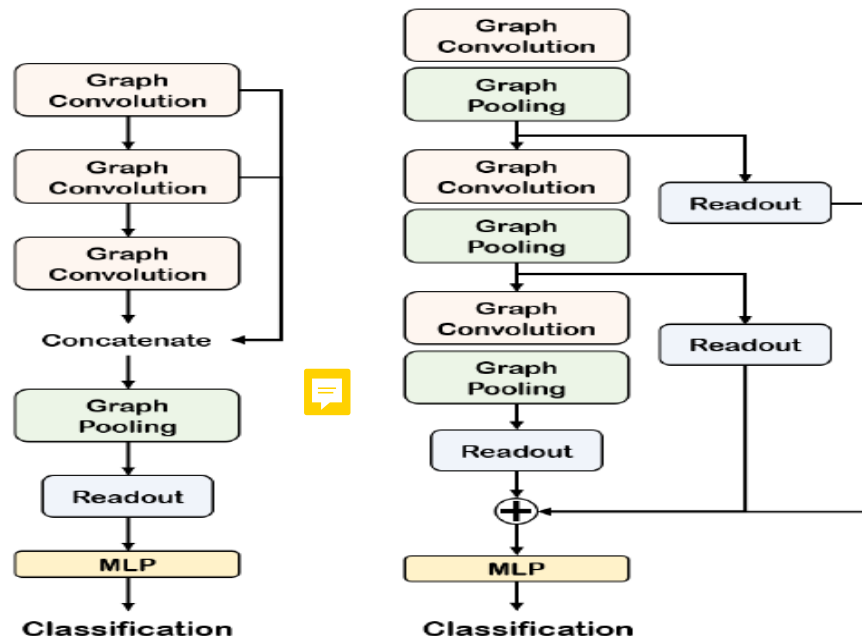 Graph
Convolution
Graph
Convolution
Graph
Convolution
Concatenate
Graph
Pooling
Readout
MLP
Classification
Graph
Convolution
Graph
Pooling
Graph
Convolution
Readout
Graph
Pooling
Graph
Convolution
Readout
Graph
Pooling
Readout
MLP
Classification